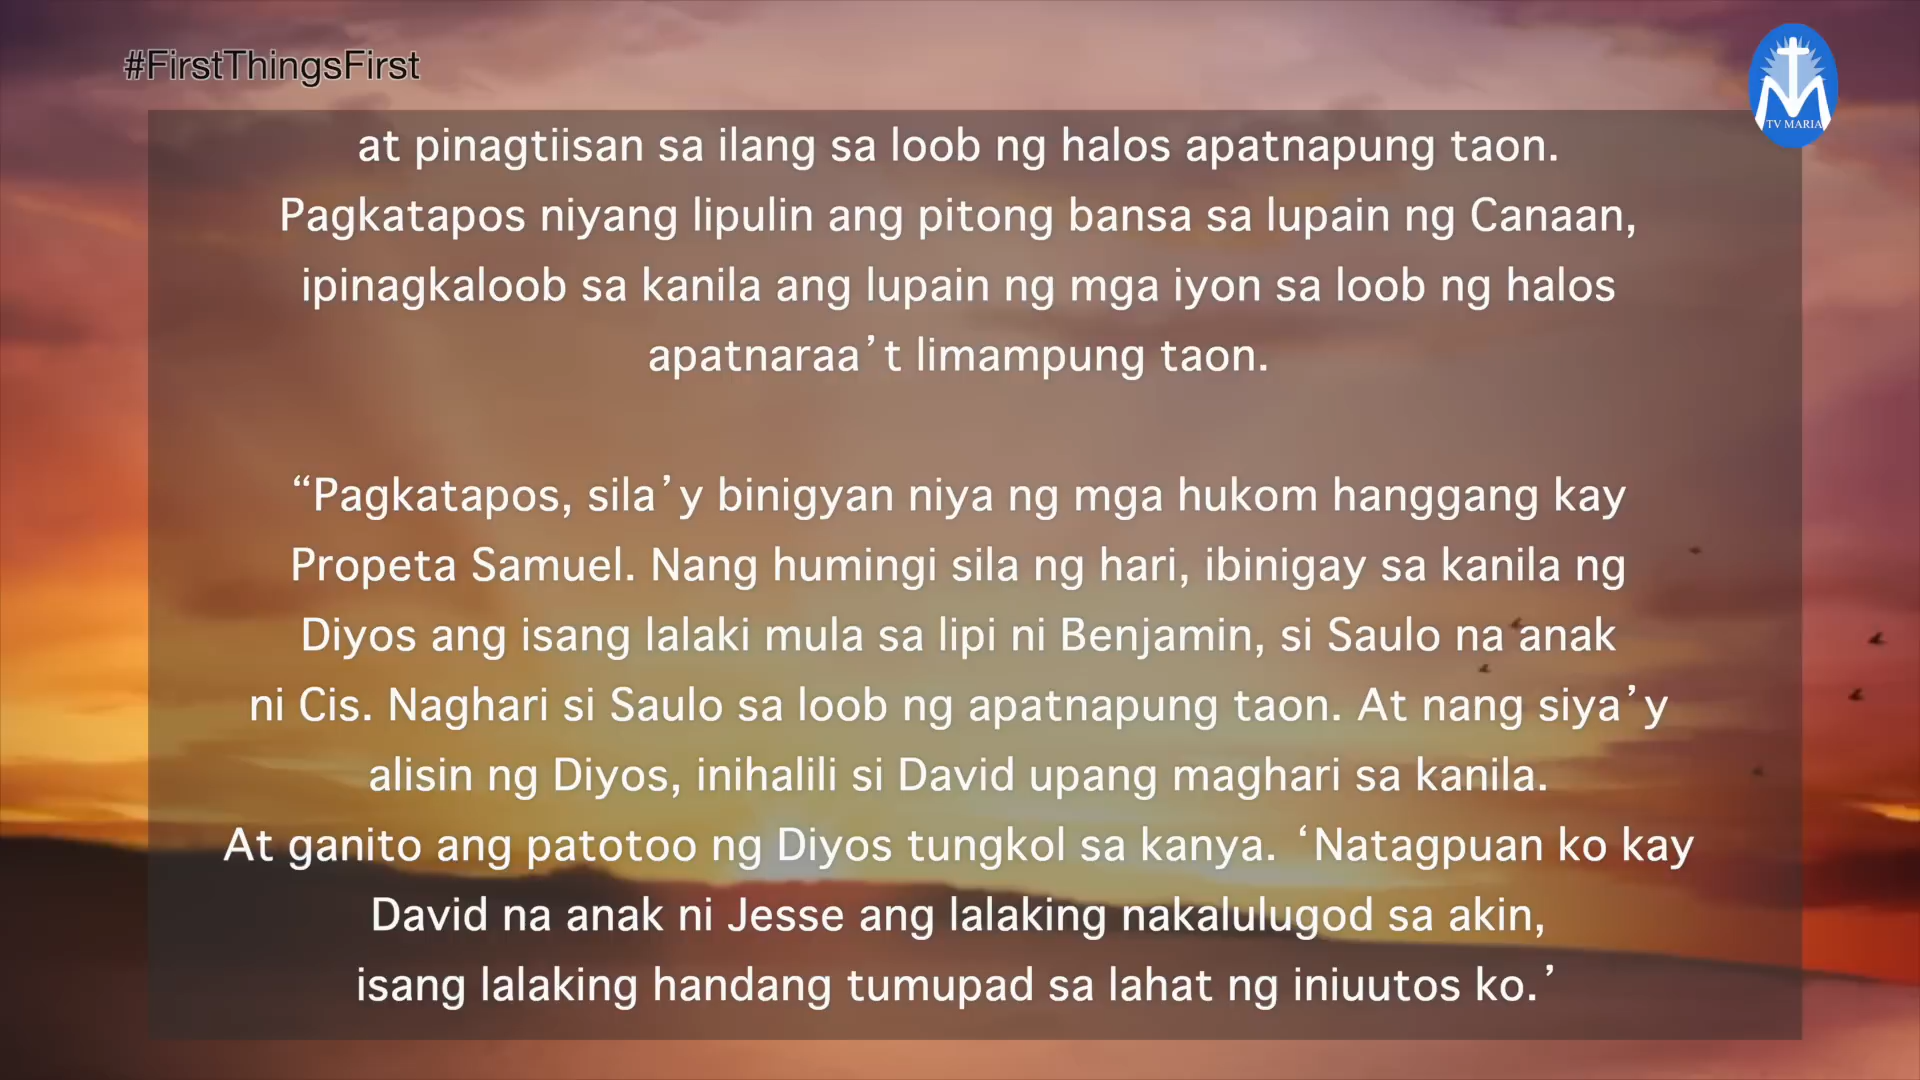 #FirstThingsFirst
TV MARIA
at pinagtiisan sa ilang sa loob ng halos apatnapung taon.
Pagkatapos niyang lipulin ang pitong bansa sa lupain ng Canaan,
ipinagkaloob sa kanila ang lupain ng mga iyon sa loob ng halos
apatnaraa’t limampung taon.
“Pagkatapos, sila’y binigyan niya ng mga hukom hanggang kay
Propeta Samuel. Nang humingi sila ng hari, ibinigay sa kanila ng
Diyos ang isang lalaki mula sa lipi ni Benjamin, si Saulo na anak
ni Cis. Naghari si Saulo sa loob ng apatnapung taon. At nang siya’y
alisin ng Diyos, inihalili si David upang maghari sa kanila.
At ganito ang patotoo ng Diyos tungkol sa kanya. ‘Natagpuan ko kay
David na anak ni Jesse ang lalaking nakalulugod sa akin,
isang lalaking handang tumupad sa lahat ng iniuutos ko.’